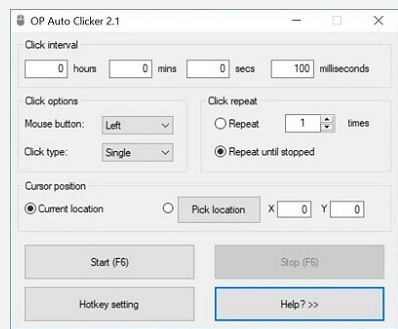 OP Auto Clicker 2.1
Click interval
0 hours 0 mins 0 secs 100 milliseconds
Click options
Mouse button: Left
Click type: Single
Click repeat
Repeat 1 times
Repeat until stopped
Cursor position
Current location Pick location X 0 Y 0
Start (F6) Stop (F6)
Hotkey setting Help? >>